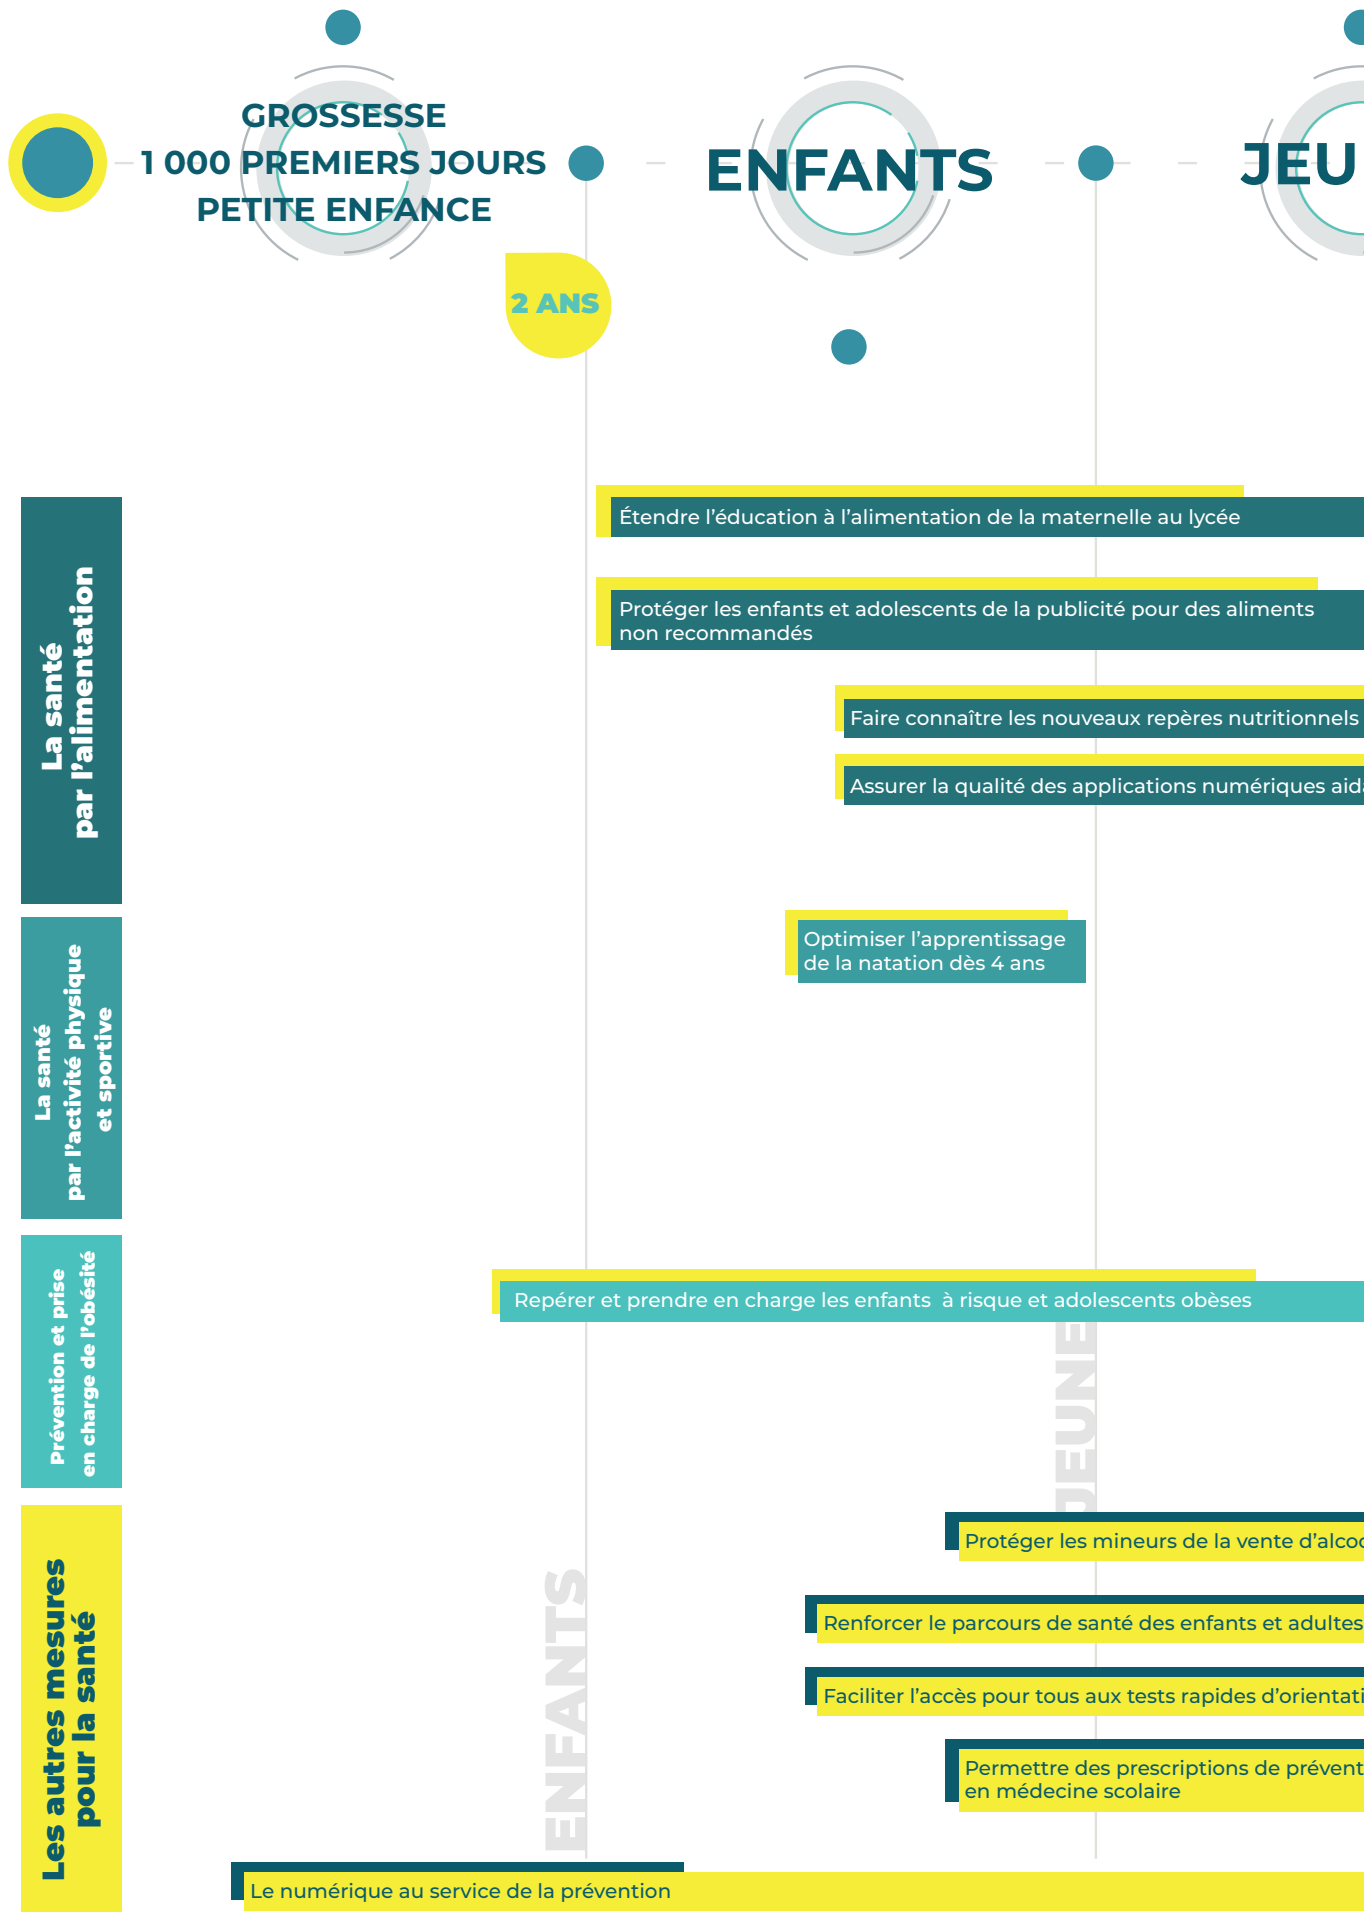 GROSSESSE
1 000 PREMIERS JOURS
PETITE ENFANCE
ENFANTS
JEU
2 ANS
La santé
par l’alimentation
Étendre l’éducation à l’alimentation de la maternelle au lycée
Protéger les enfants et adolescents de la publicité pour des aliments
non recommandés
Faire connaître les nouveaux repères nutritionnels
Assurer la qualité des applications numériques
La santé
par l’activité physique
et sportive
Optimiser l’apprentissage
de la natation dès 4 ans
Prévention et prise
en charge de l’obésité
Repérer et prendre en charge les enfants  à risque et adolescents obèses
JEUNE
Les autres mesures
pour la santé
Protéger les mineurs de la vente
Renforcer le parcours de santé des enfants et adultes
Faciliter l’accès pour tous aux tests rapides
Permettre des prescriptions de
en médecine scolaire
ENFANTS
Le numérique au service de la prévention